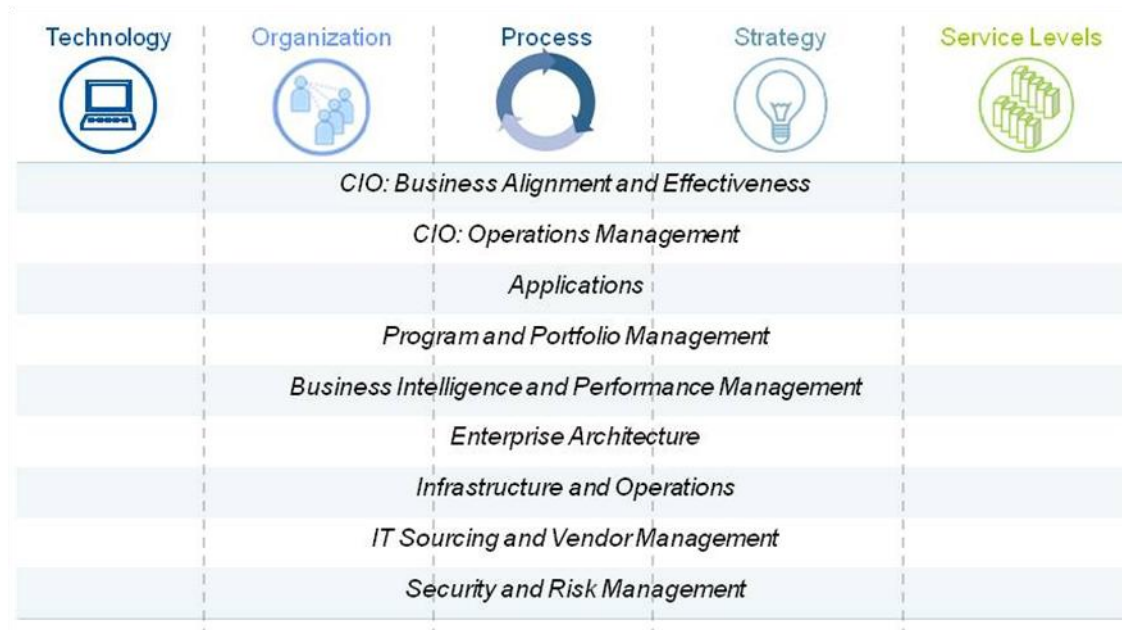 Technology Organization Process Strategy Service Levels
CIO: Business Alignment and Effectiveness
CIO: Operations Management
Applications
Program and Portfolio Management
Business Intelligence and Performance Management
Enterprise Architecture
Infrastructure and Operations
IT Sourcing and Vendor Management
Security and Risk Management